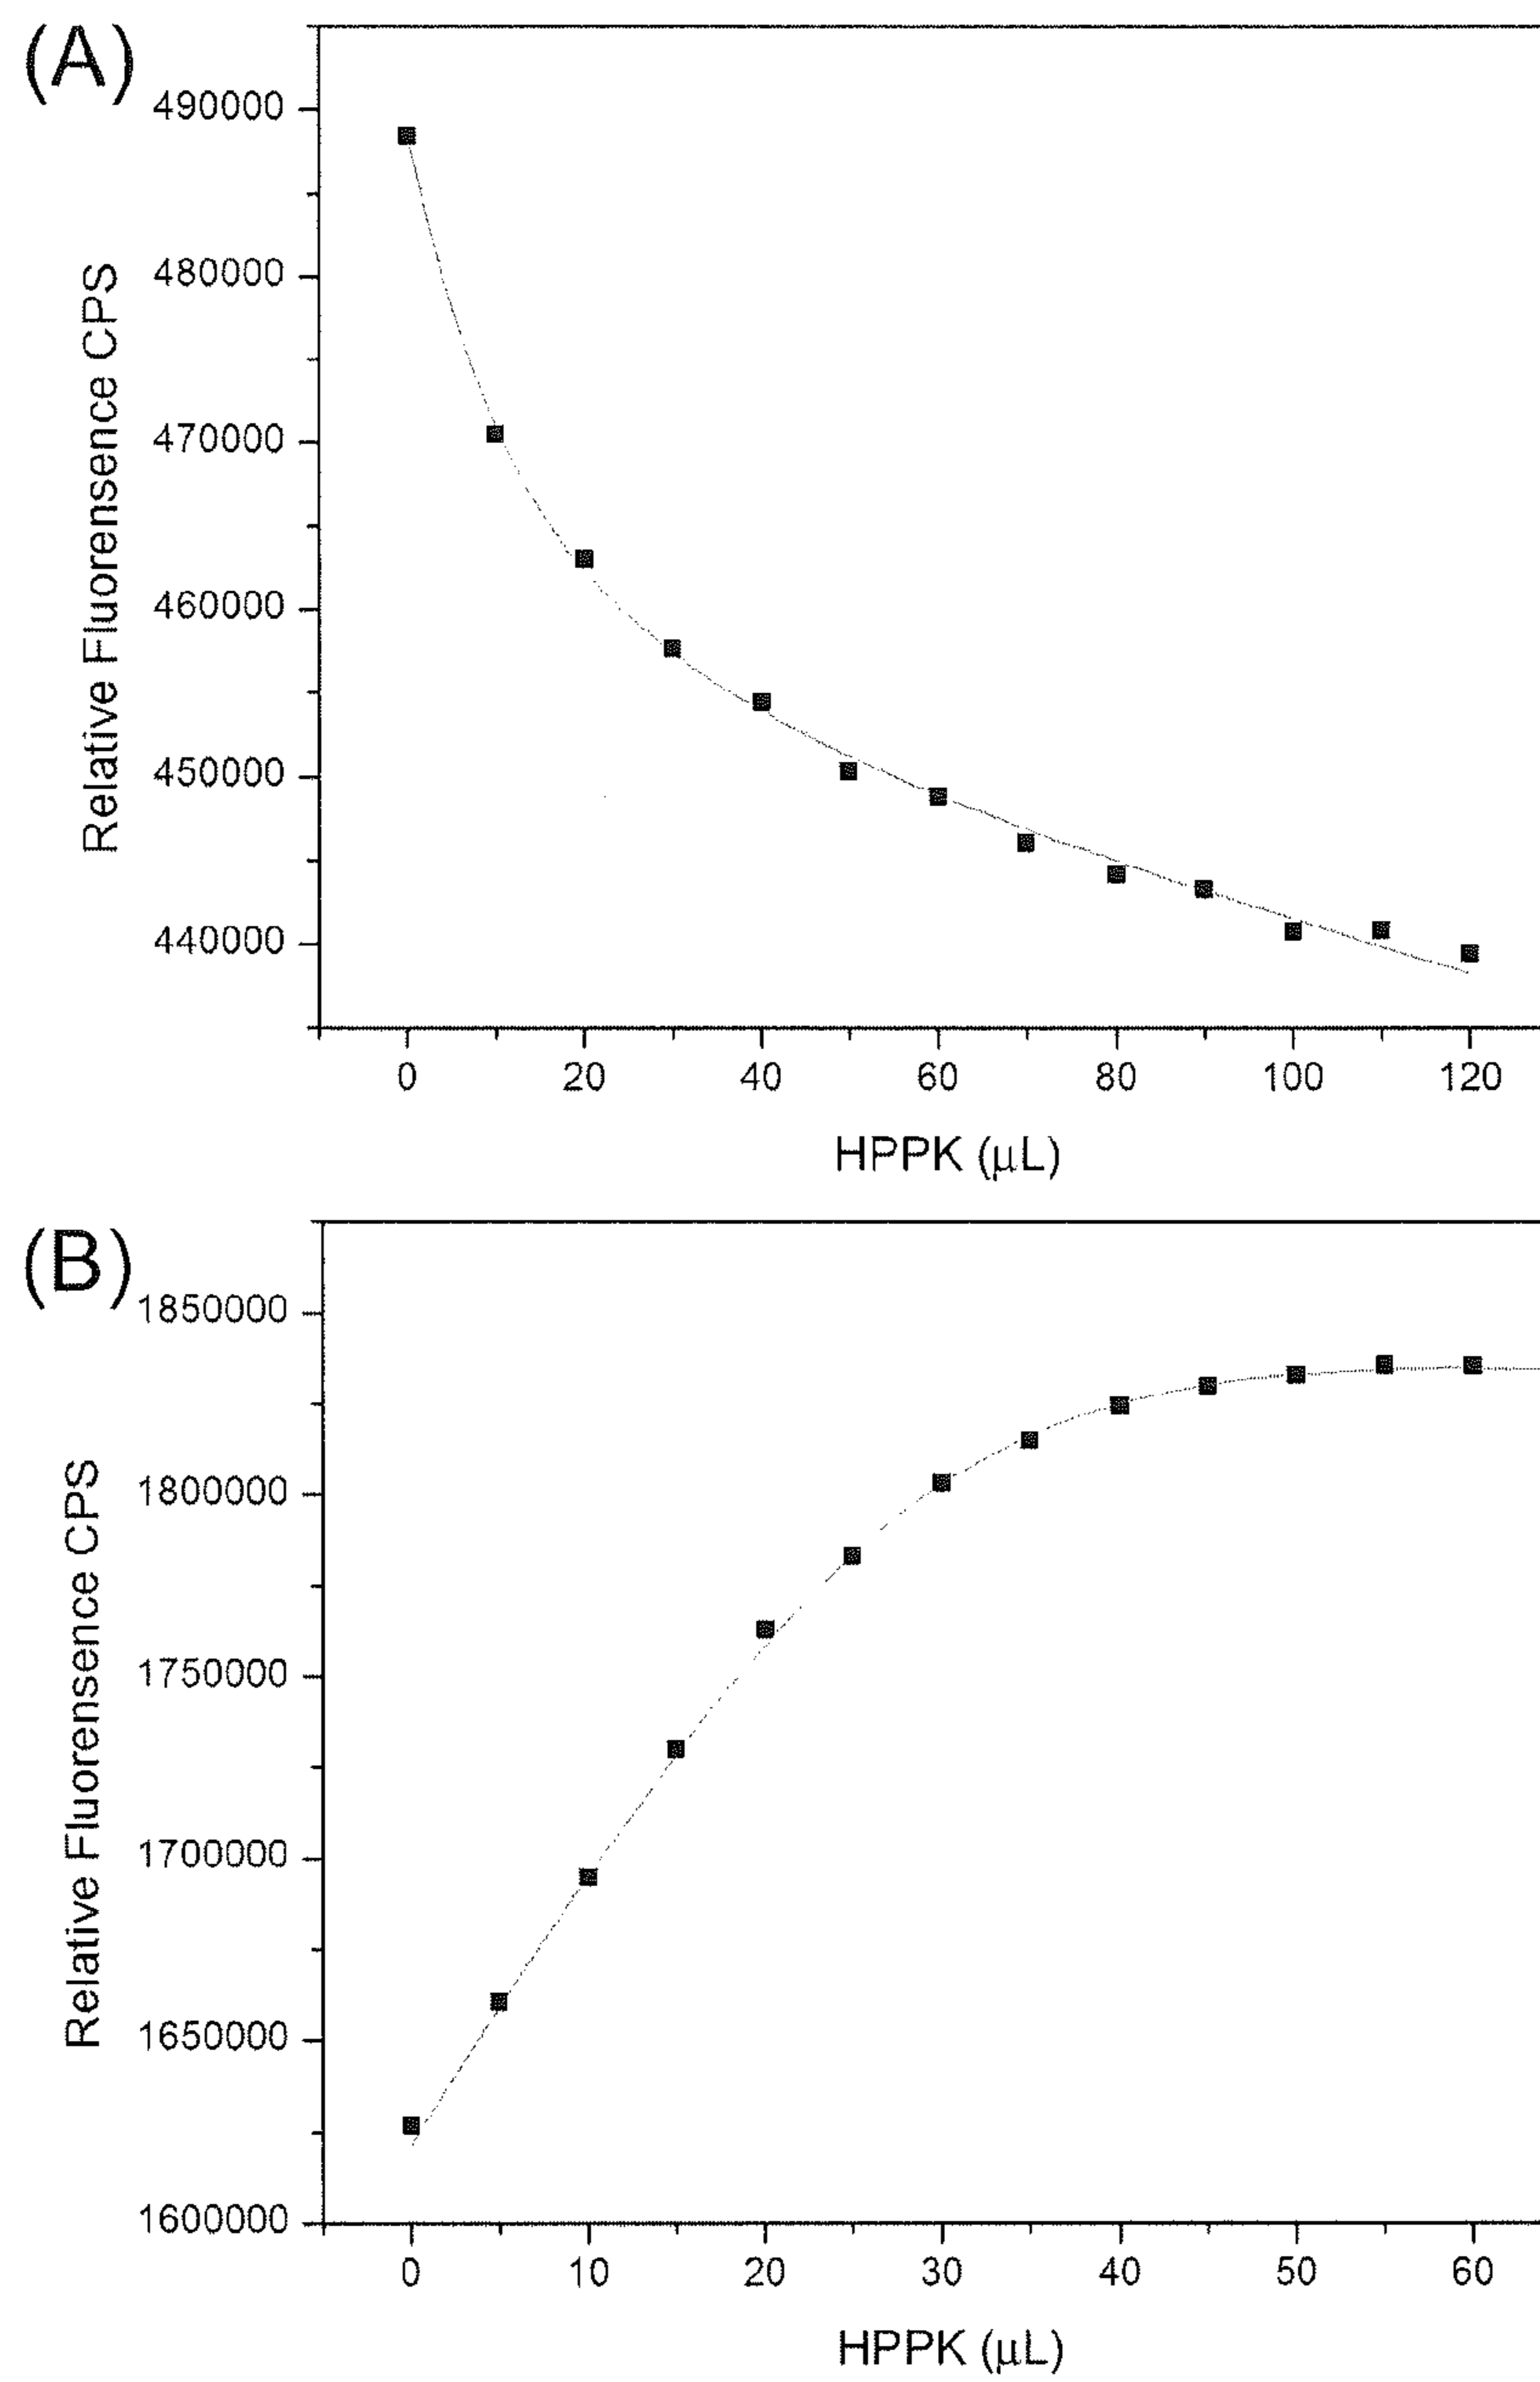 (A)
490000
480000
470000
460000
450000
440000
Relative Fluorensence CPS
0 20 40 60 80 100 120
HPPK (μL)
(B)
1850000
1800000
1750000
1700000
1650000
1600000
Relative Fluorensence CPS
0 10 20 30 40 50 60
HPPK (μL)